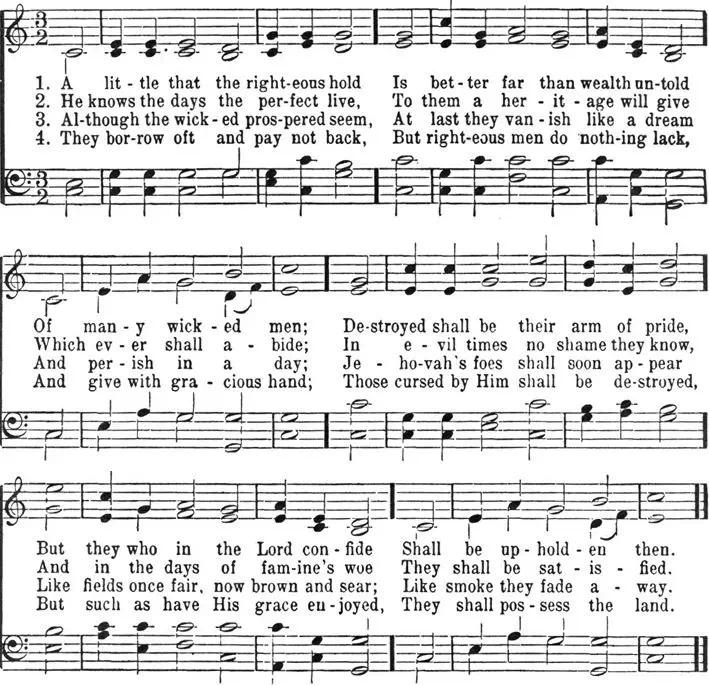 3 2
1. A lit - tle that the right-eous hold Is bet - ter far than wealth un-told
2. He knows the days the per-fect live, To them a her - it - age will give
3. Al-though the wick - ed pros-pered seem, At last they van - ish like a dream
4. They bor-row oft and pay not back, But right-eous men do noth-ing lack,
3 2
Of man - y wick - ed men; De-stroyed shall be their arm of pride,
Which ev - er shall a - bide; In e - vil times no shame they know,
And per - ish in a day; Je - ho-vah's foes shall soon ap - pear
And give with gra - cious hand; Those cursed by Him shall be de-stroyed,
But they who in the Lord con - fide Shall be up-hold - en then.
And in the days of fam-ine's woe They shall be sat - is - fied.
Like fields once fair, now brown and sear; Like smoke they fade a - way.
But such as have His grace en-joyed, They shall pos-sess the land.